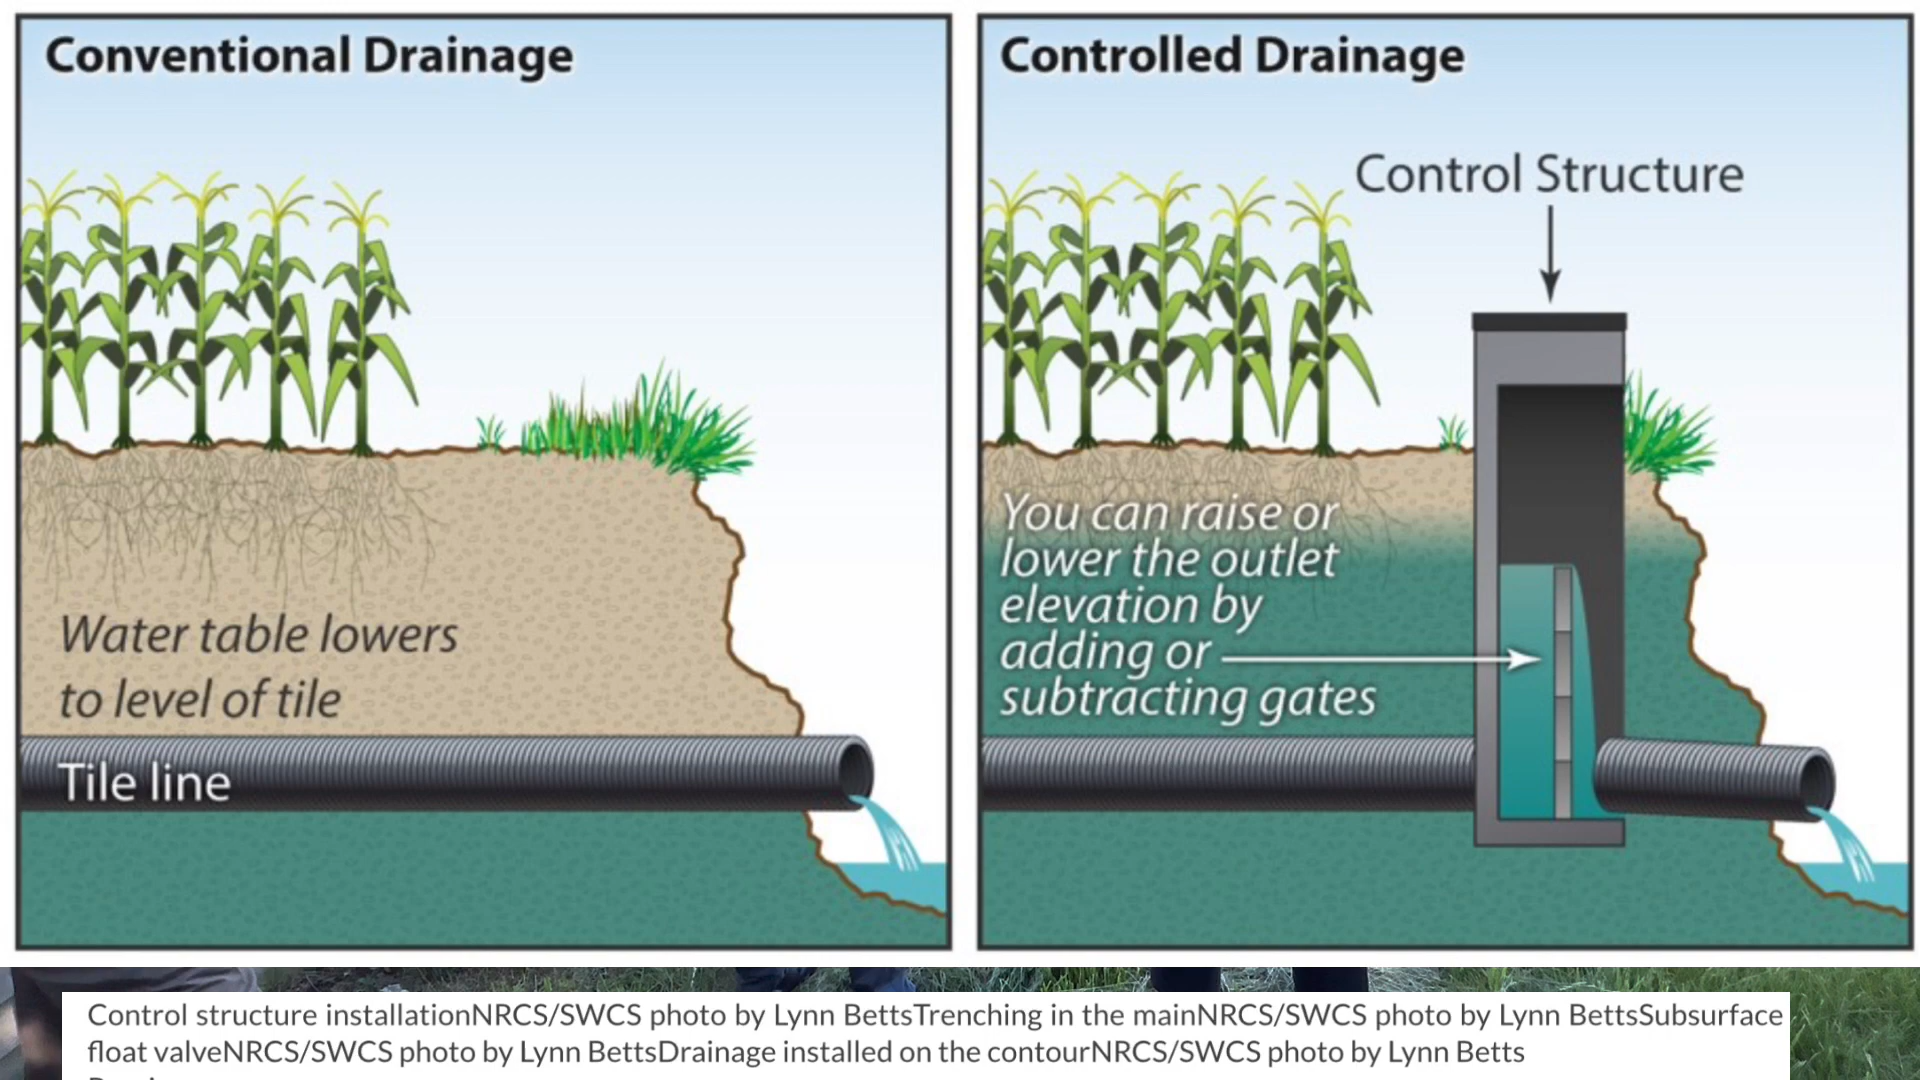 Conventional Drainage
Water table lowers
to level of tile
Tile line
Controlled Drainage
Control Structure
You can raise or
lower the outlet
elevation by
adding or
subtracting gates
Control structure installationNRCS/SWCS photo by Lynn BettsTrenching in the mainNRCS/SWCS photo by Lynn BettsSubsurface
float valveNRCS/SWCS photo by Lynn BettsDrainage installed on the contourNRCS/SWCS photo by Lynn Betts